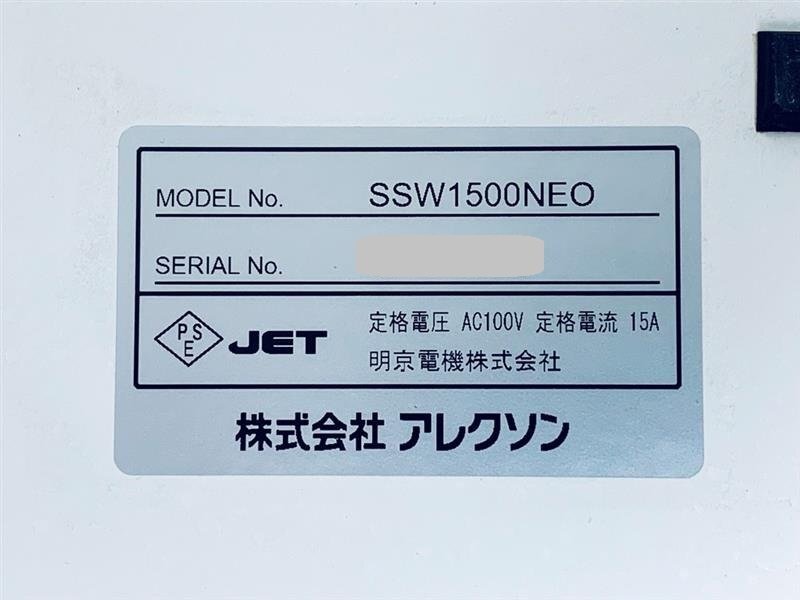 MODEL No. SSW1500NEO
SERIAL No.
PSE JET 定格電圧 AC100V 定格電流 15A
明京電機株式会社
株式会社 アレクソン